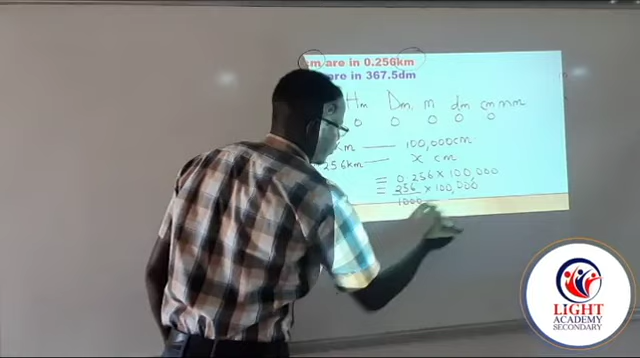 cm are in 0.256km
are in 367.5dm
Hm Dm m dm cm mm
0 0 0 0 0
Km — 100,000cm
.256km — x cm
= 0.256 x 100,000
= 256 x 100,000
1000
LIGHT
ACADEMY
SECONDARY